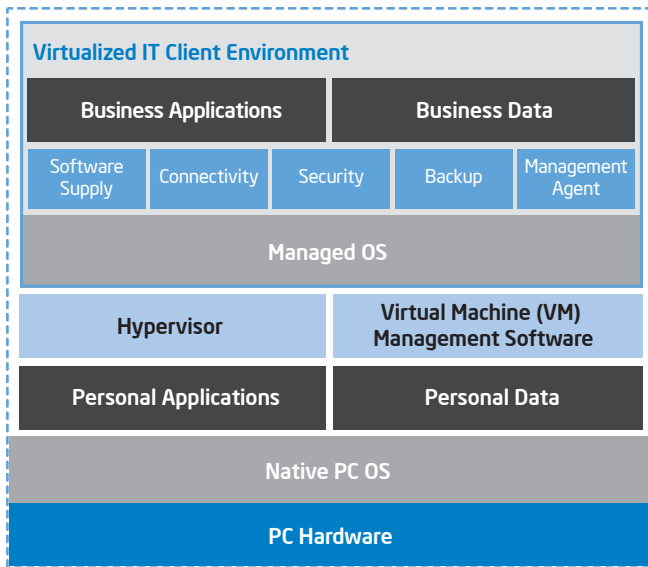 Virtualized IT Client Environment
Business Applications
Business Data
Software
Supply
Connectivity
Security
Backup
Management
Agent
Managed OS
Hypervisor
Virtual Machine (VM)
Management Software
Personal Applications
Personal Data
Native PC OS
PC Hardware